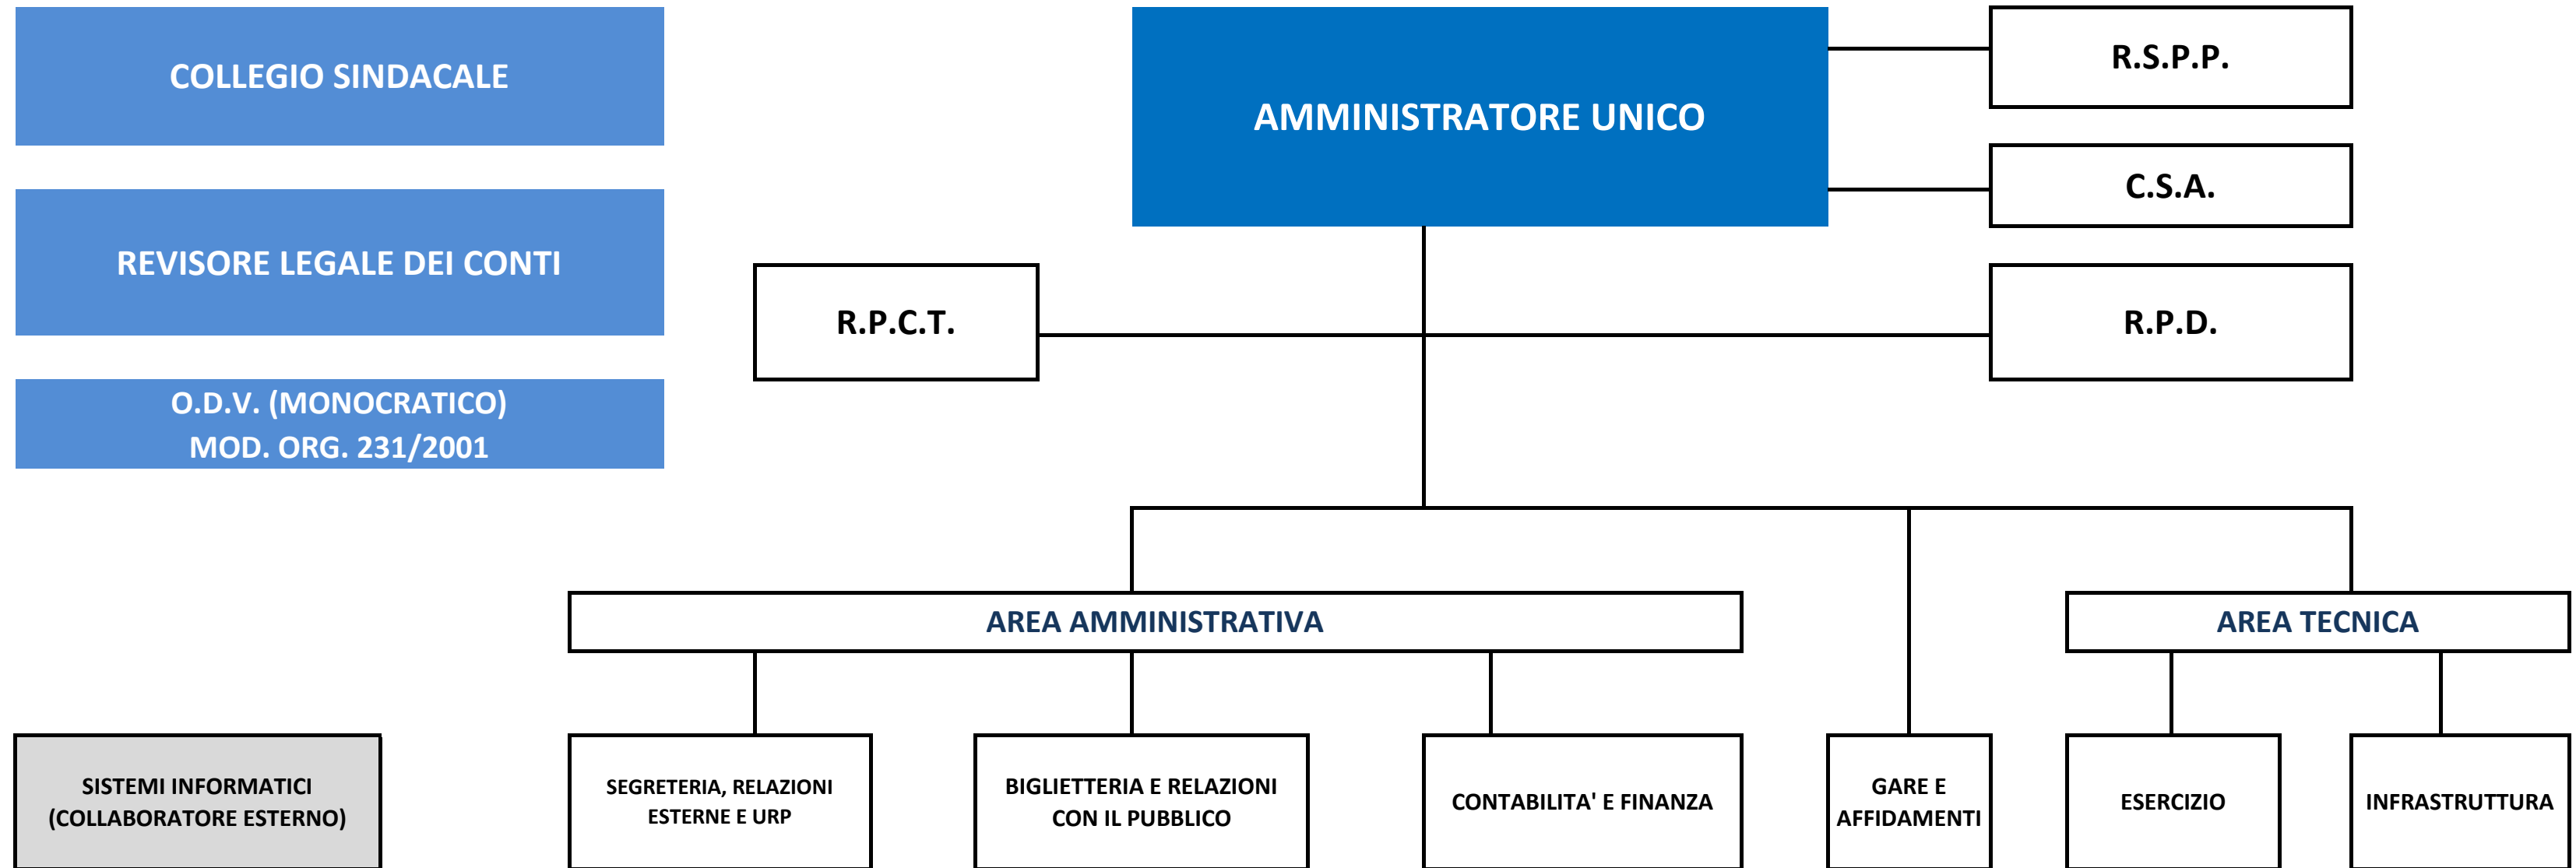 COLLEGIO SINDACALE
AMMINISTRATORE UNICO
R.S.P.P.
C.S.A.
REVISORE LEGALE DEI CONTI
R.P.C.T.
R.P.D.
O.D.V. (MONOCRATICO)
MOD. ORG. 231/2001
AREA AMMINISTRATIVA
AREA TECNICA
SISTEMI INFORMATICI
(COLLABORATORE ESTERNO)
SEGRETERIA, RELAZIONI
ESTERNE E URP
BIGLIETTERIA E RELAZIONI
CON IL PUBBLICO
CONTABILITA' E FINANZA
GARE E
AFFIDAMENTI
ESERCIZIO
INFRASTRUTTURA